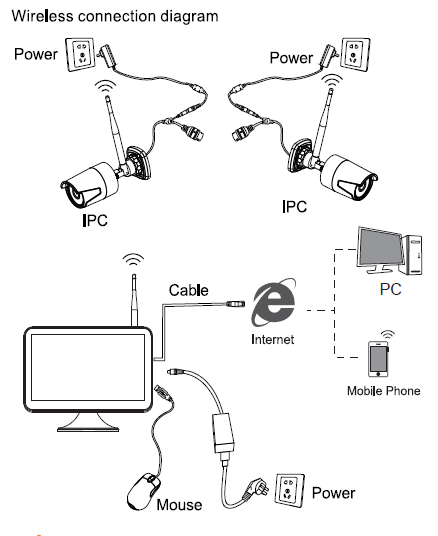 Wireless connection diagram
Power
Power
IPC
IPC
Cable
Internet
PC
Mobile Phone
Mouse
Power